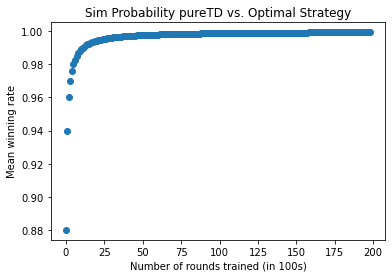 Sim Probability pureTD vs. Optimal Strategy
1.00
0.98
0.96
0.94
0.92
0.90
0.88
Mean winning rate
0 25 50 75 100 125 150 175 200
Number of rounds trained (in 100s)